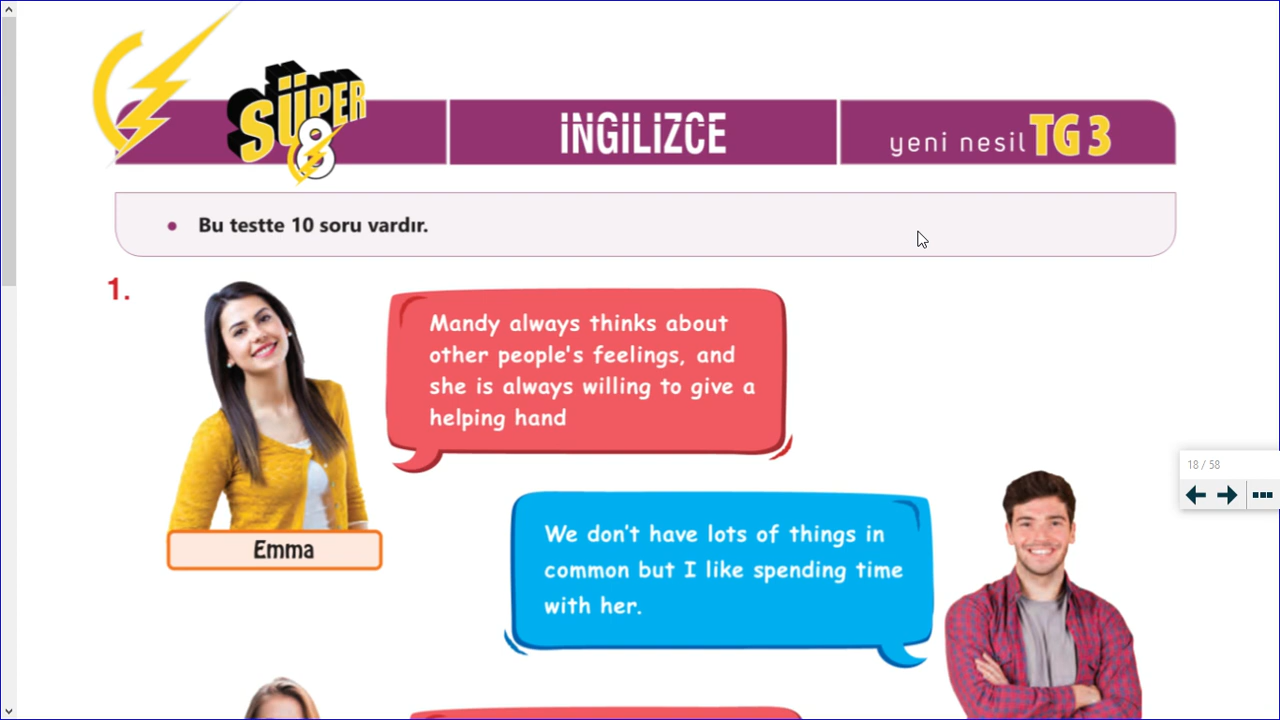 SÜPER
8
İNGİLİZCE
yeni nesil TG 3
• Bu testte 10 soru vardır.
1.
Mandy always thinks about
other people's feelings, and
she is always willing to give a
helping hand
Emma
We don't have lots of things in
common but I like spending time
with her.
18 / 58